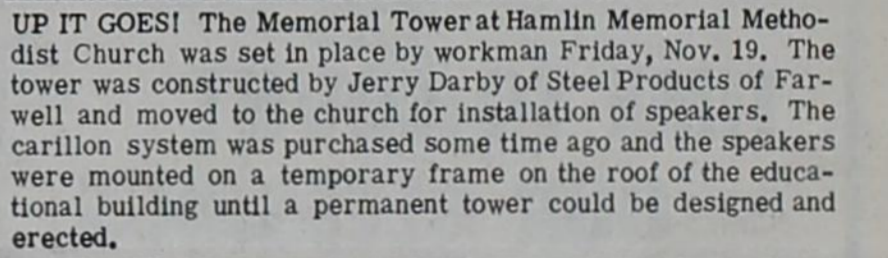 UP IT GOES! The Memorial Tower at Hamlin Memorial Metho-
dist Church was set in place by workman Friday, Nov. 19. The
tower was constructed by Jerry Darby of Steel Products of Far-
well and moved to the church for installation of speakers. The
carillon system was purchased some time ago and the speakers
were mounted on a temporary frame on the roof of the educa-
tional building until a permanent tower could be designed and
erected.